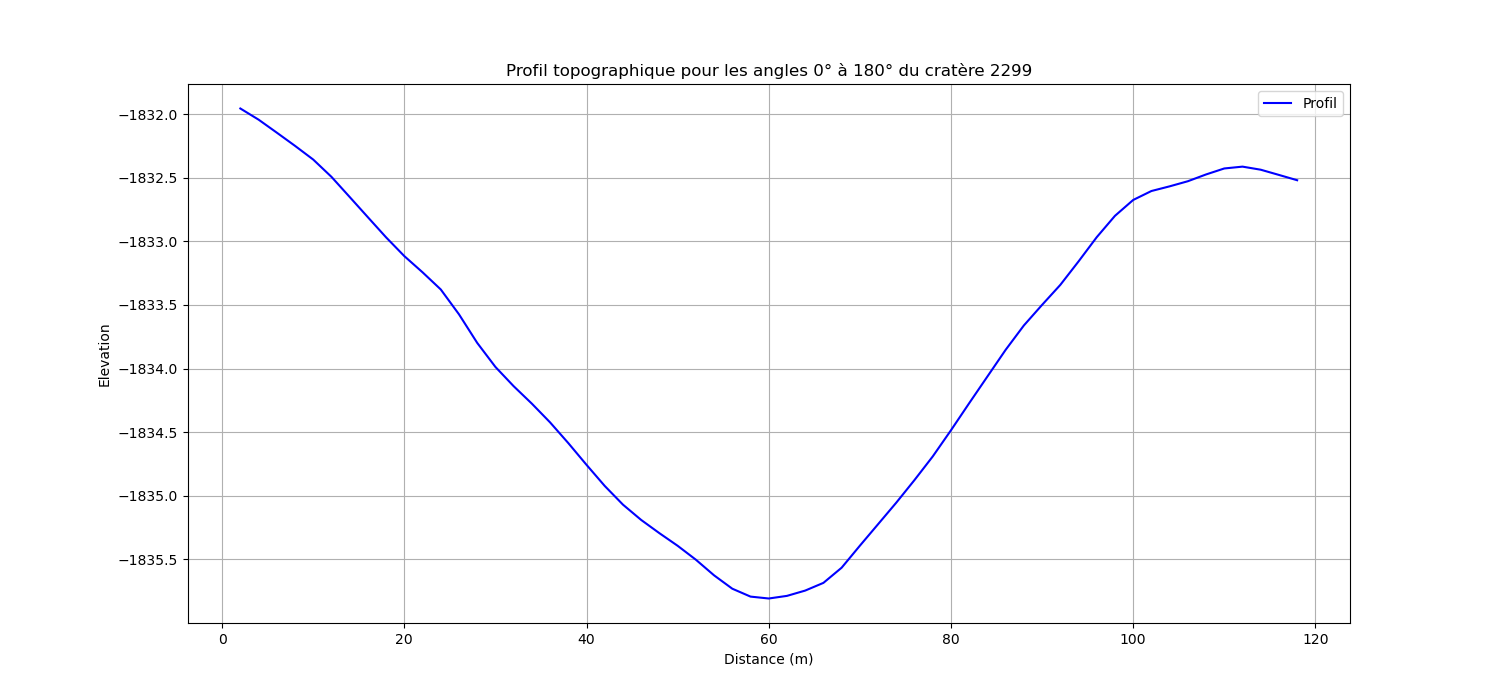 Profil topographique pour les angles 0° à 180° du cratère 2299
Profil
−1832.0
−1832.5
−1833.0
−1833.5
−1834.0
−1834.5
−1835.0
−1835.5
Elevation
0 20 40 60 80 100 120
Distance (m)